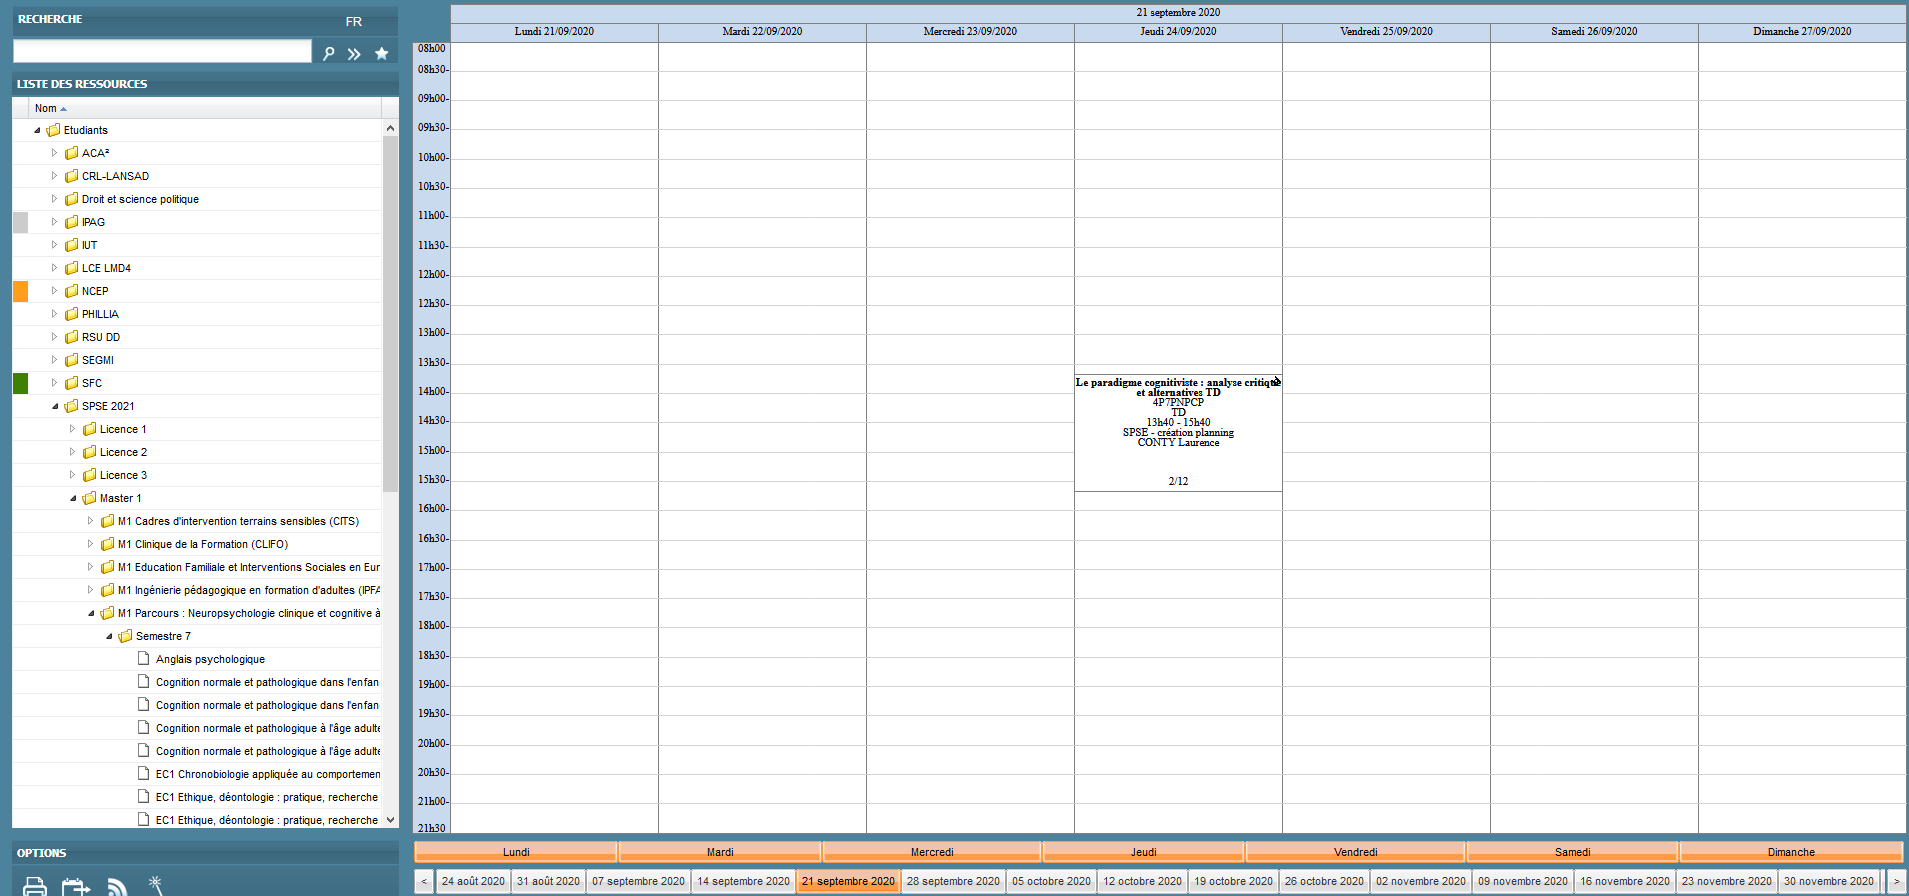 RECHERCHE
FR
LISTE DES RESSOURCES
Nom
Etudiants
ACA²
CRL-LANSAD
Droit et science politique
IPAG
IUT
LCE LMD4
NCEP
PHILLIA
RSU DD
SEGMI
SFC
SPSE 2021
Licence 1
Licence 2
Licence 3
Master 1
M1 Cadres d'intervention terrains sensibles (CITS)
M1 Clinique de la Formation (CLIFO)
M1 Education Familiale et Interventions Sociales en Eur
M1 Ingénierie pédagogique en formation d'adultes (IPFA
M1 Parcours : Neuropsychologie clinique et cognitive à
Semestre 7
Anglais psychologique
Cognition normale et pathologique dans l'enfan
Cognition normale et pathologique dans l'enfan
Cognition normale et pathologique à l'âge adulte
Cognition normale et pathologique à l'âge adulte
EC1 Chronobiologie appliquée au comportemen
EC1 Ethique, déontologie : pratique, recherche
EC1 Ethique, déontologie : pratique, recherche
OPTIONS
21 septembre 2020
Lundi 21/09/2020 Mardi 22/09/2020 Mercredi 23/09/2020 Jeudi 24/09/2020 Vendredi 25/09/2020 Samedi 26/09/2020 Dimanche 27/09/2020
08h00
08h30-
09h00-
09h30-
10h00-
10h30-
11h00-
11h30-
12h00-
12h30-
13h00-
13h30-
14h00-
14h30-
15h00-
15h30-
16h00-
16h30-
17h00-
17h30-
18h00-
18h30-
19h00-
19h30-
20h00-
20h30-
21h00-
21h30
Le paradigme cognitiviste : analyse critique
et alternatives TD
4P7PNPCP
TD
13h40 - 15h40
SPSE - création planning
CONTY Laurence
2/12
Lundi Mardi Mercredi Jeudi Vendredi Samedi Dimanche
< 24 août 2020 31 août 2020 07 septembre 2020 14 septembre 2020 21 septembre 2020 28 septembre 2020 05 octobre 2020 12 octobre 2020 19 octobre 2020 26 octobre 2020 02 novembre 2020 09 novembre 2020 16 novembre 2020 23 novembre 2020 30 novembre 2020 >